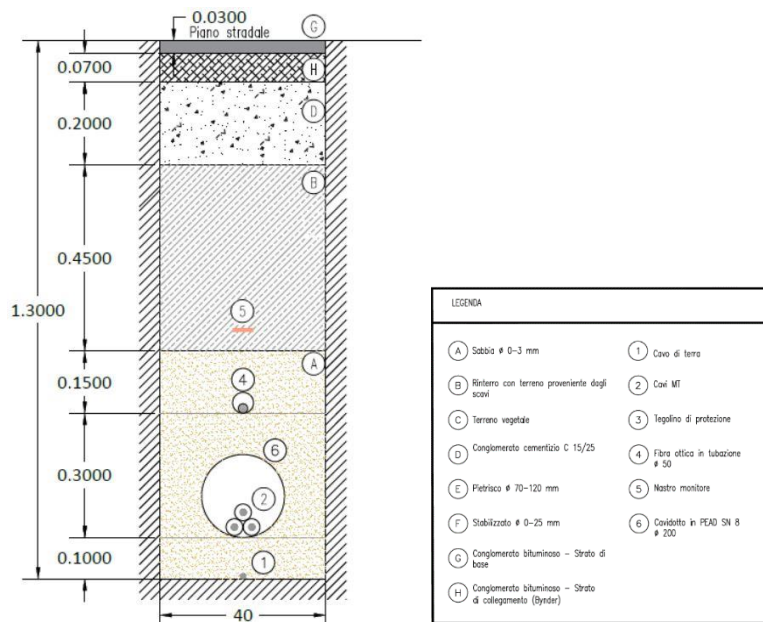 0.0300
Piano stradale
G
0.0700
H
0.2000
D
B
0.4500
1.3000
5
A
0.1500
4
6
0.3000
2
0.1000
1
40
LEGENDA
A Sabbia ø 0-3 mm
B Rinterro con terreno proveniente dagli
scavi
C Terreno vegetale
D Conglomerato cementizio C 15/25
E Pietrisco ø 70-120 mm
F Stabilizzato ø 0-25 mm
G Conglomerato bituminoso - Strato di
base
H Conglomerato bituminoso - Strato
di collegamento (Bynder)
1 Cavo di terra
2 Cavi MT
3 Tegolino di protezione
4 Fibra ottica in tubazione
ø 50
5 Nastro monitore
6 Cavidotto in PEAD SN 8
ø 200